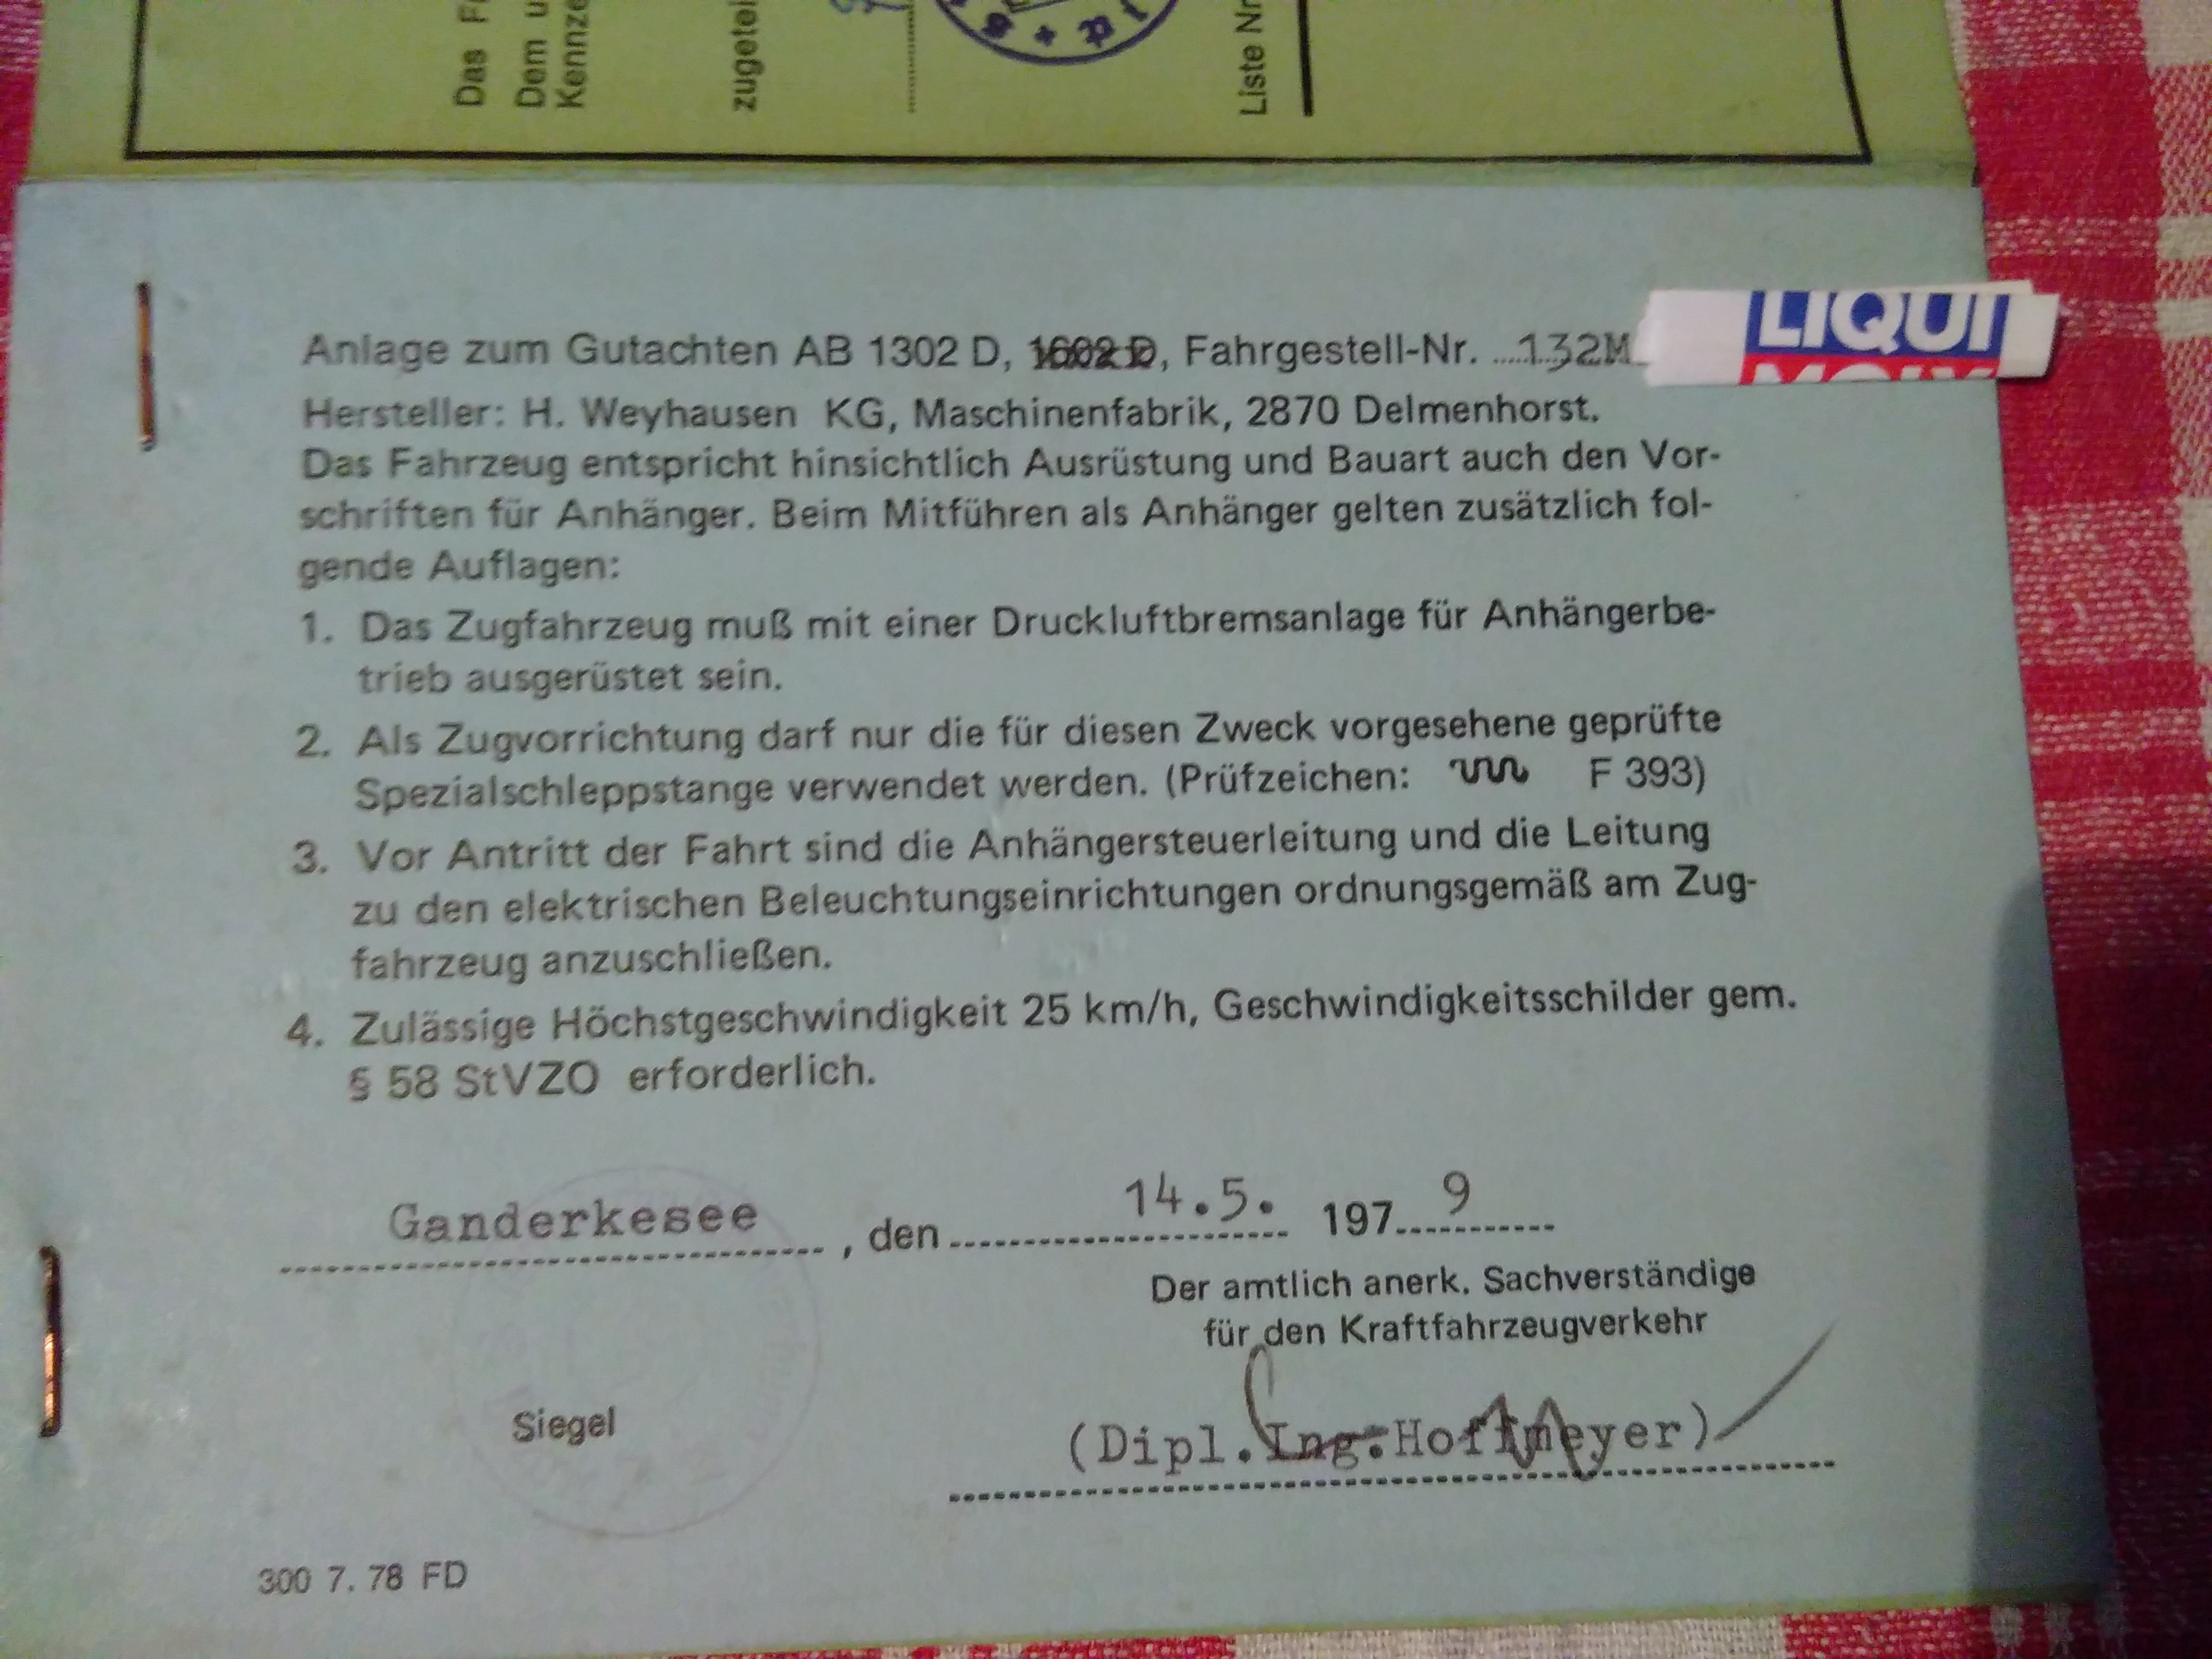 Das
Dem
Kennze
zugetei
Liste Nr
Anlage zum Gutachten AB 1302 D, 1602 D, Fahrgestell-Nr. 132M
LIQUI
MOLY
Hersteller: H. Weyhausen KG, Maschinenfabrik, 2870 Delmenhorst.
Das Fahrzeug entspricht hinsichtlich Ausrüstung und Bauart auch den Vor-
schriften für Anhänger. Beim Mitführen als Anhänger gelten zusätzlich fol-
gende Auflagen:
1. Das Zugfahrzeug muß mit einer Druckluftbremsanlage für Anhängerbe-
trieb ausgerüstet sein.
2. Als Zugvorrichtung darf nur die für diesen Zweck vorgesehene geprüfte
Spezialschleppstange verwendet werden. (Prüfzeichen: F 393)
3. Vor Antritt der Fahrt sind die Anhängersteuerleitung und die Leitung
zu den elektrischen Beleuchtungseinrichtungen ordnungsgemäß am Zug-
fahrzeug anzuschließen.
4. Zulässige Höchstgeschwindigkeit 25 km/h, Geschwindigkeitsschilder gem.
§ 58 StVZO erforderlich.
Ganderkesee, den 14.5. 1979
Der amtlich anerk. Sachverständige
für den Kraftfahrzeugverkehr
Siegel
(Dipl.Ing.Hoffmeyer)
300 7. 78 FD